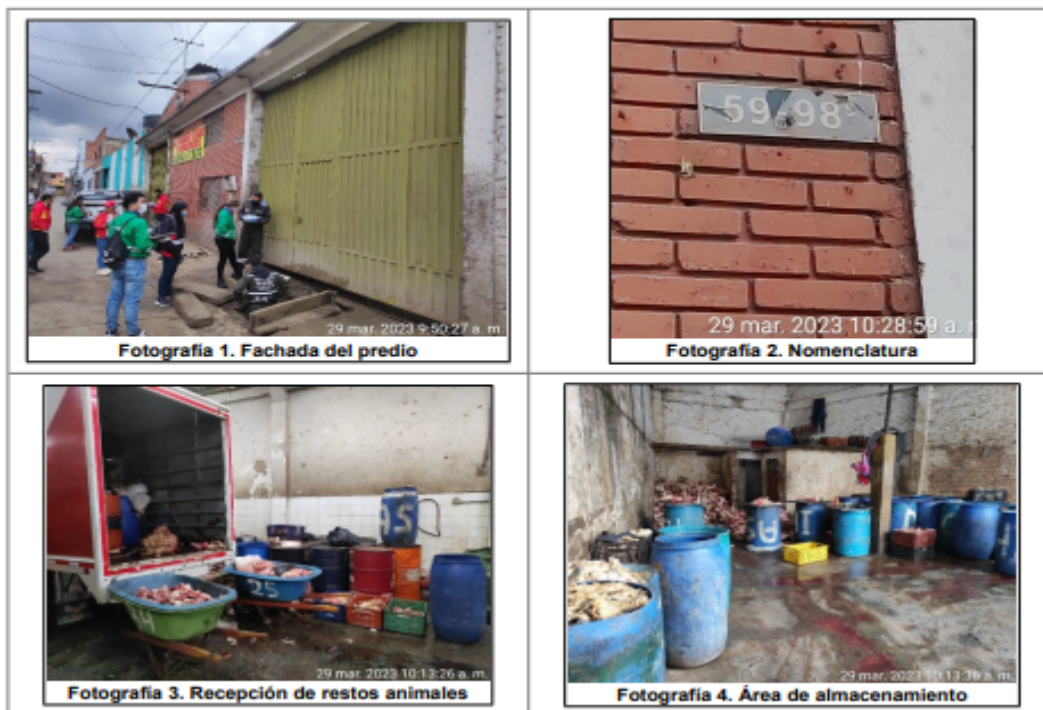 29 mar. 2023 9:50:27 a. m
Fotografía 1. Fachada del predio
59 98
29 mar. 2023 10:28:59 a. m
Fotografía 2. Nomenclatura
25
29 mar. 2023 10:13:26 a. m.
Fotografía 3. Recepción de restos animales
A
29 mar. 2023 10:13:36 a. m.
Fotografía 4. Área de almacenamiento